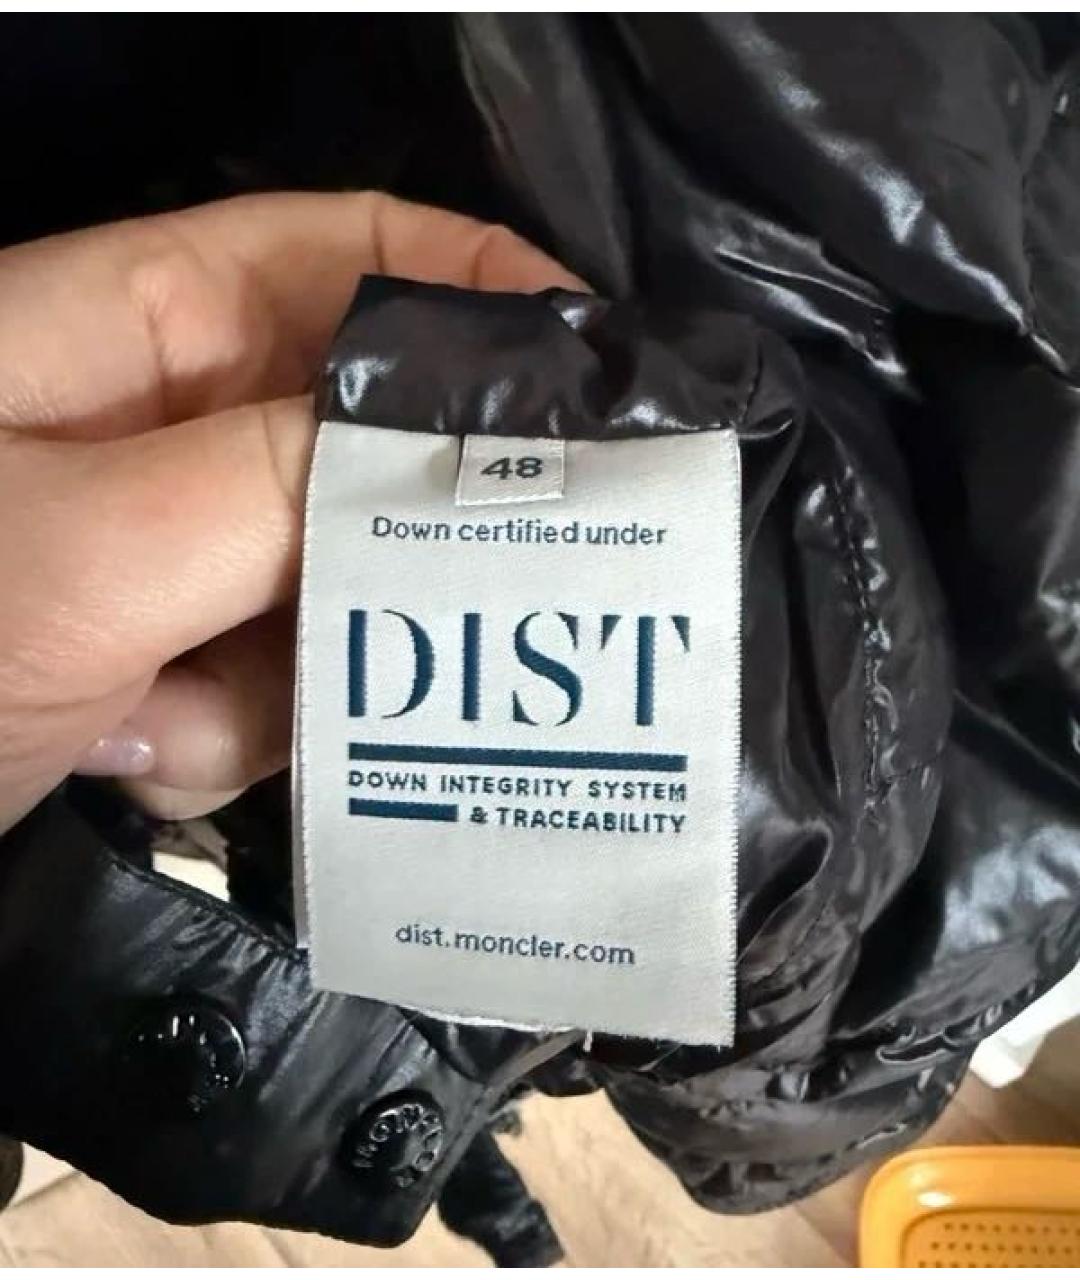 48
Down certified under
DIST
DOWN INTEGRITY SYSTEM
& TRACEABILITY
dist.moncler.com